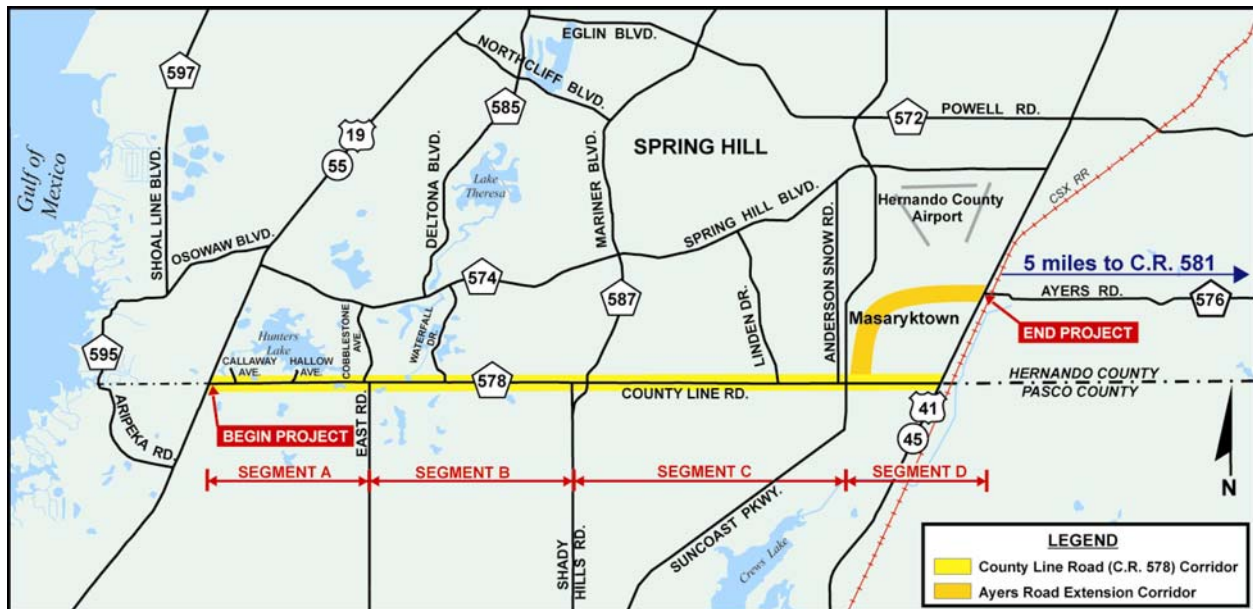 EGLIN BLVD.
NORTHCLIFF BLVD.
597
585
572
POWELL RD.
19
55
SPRING HILL
Gulf of
Mexico
SHOAL LINE BLVD.
DELTONA BLVD.
Lake
Theresa
MARINER BLVD.
SPRING HILL BLVD.
Hernando County
Airport
CSX RR
OSOWAW BLVD.
574
587
ANDERSON SNOW RD.
5 miles to C.R. 581
AYERS RD.
576
595
Hunters
Lake
COBBLESTONE
AVE.
WATERFALL
DR.
LINDEN DR.
Masaryktown
END PROJECT
CALLAWAY
AVE.
HALLOW
AVE.
578
COUNTY LINE RD.
HERNANDO COUNTY
PASCO COUNTY
ARIPEKA RD.
BEGIN PROJECT
EAST RD.
41
45
SEGMENT A
SEGMENT B
SEGMENT C
SEGMENT D
N
SHADY
HILLS RD.
SUNCOAST PKWY.
Crews Lake
LEGEND
County Line Road (C.R. 578) Corridor
Ayers Road Extension Corridor